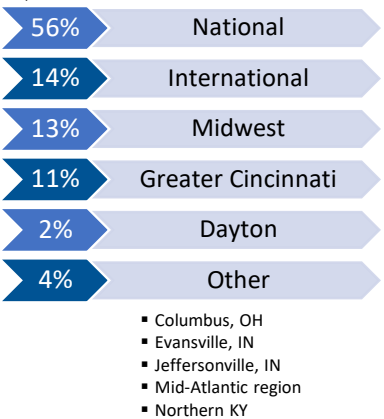 56% National
14% International
13% Midwest
11% Greater Cincinnati
2% Dayton
4% Other
▪ Columbus, OH
▪ Evansville, IN
▪ Jeffersonville, IN
▪ Mid-Atlantic region
▪ Northern KY